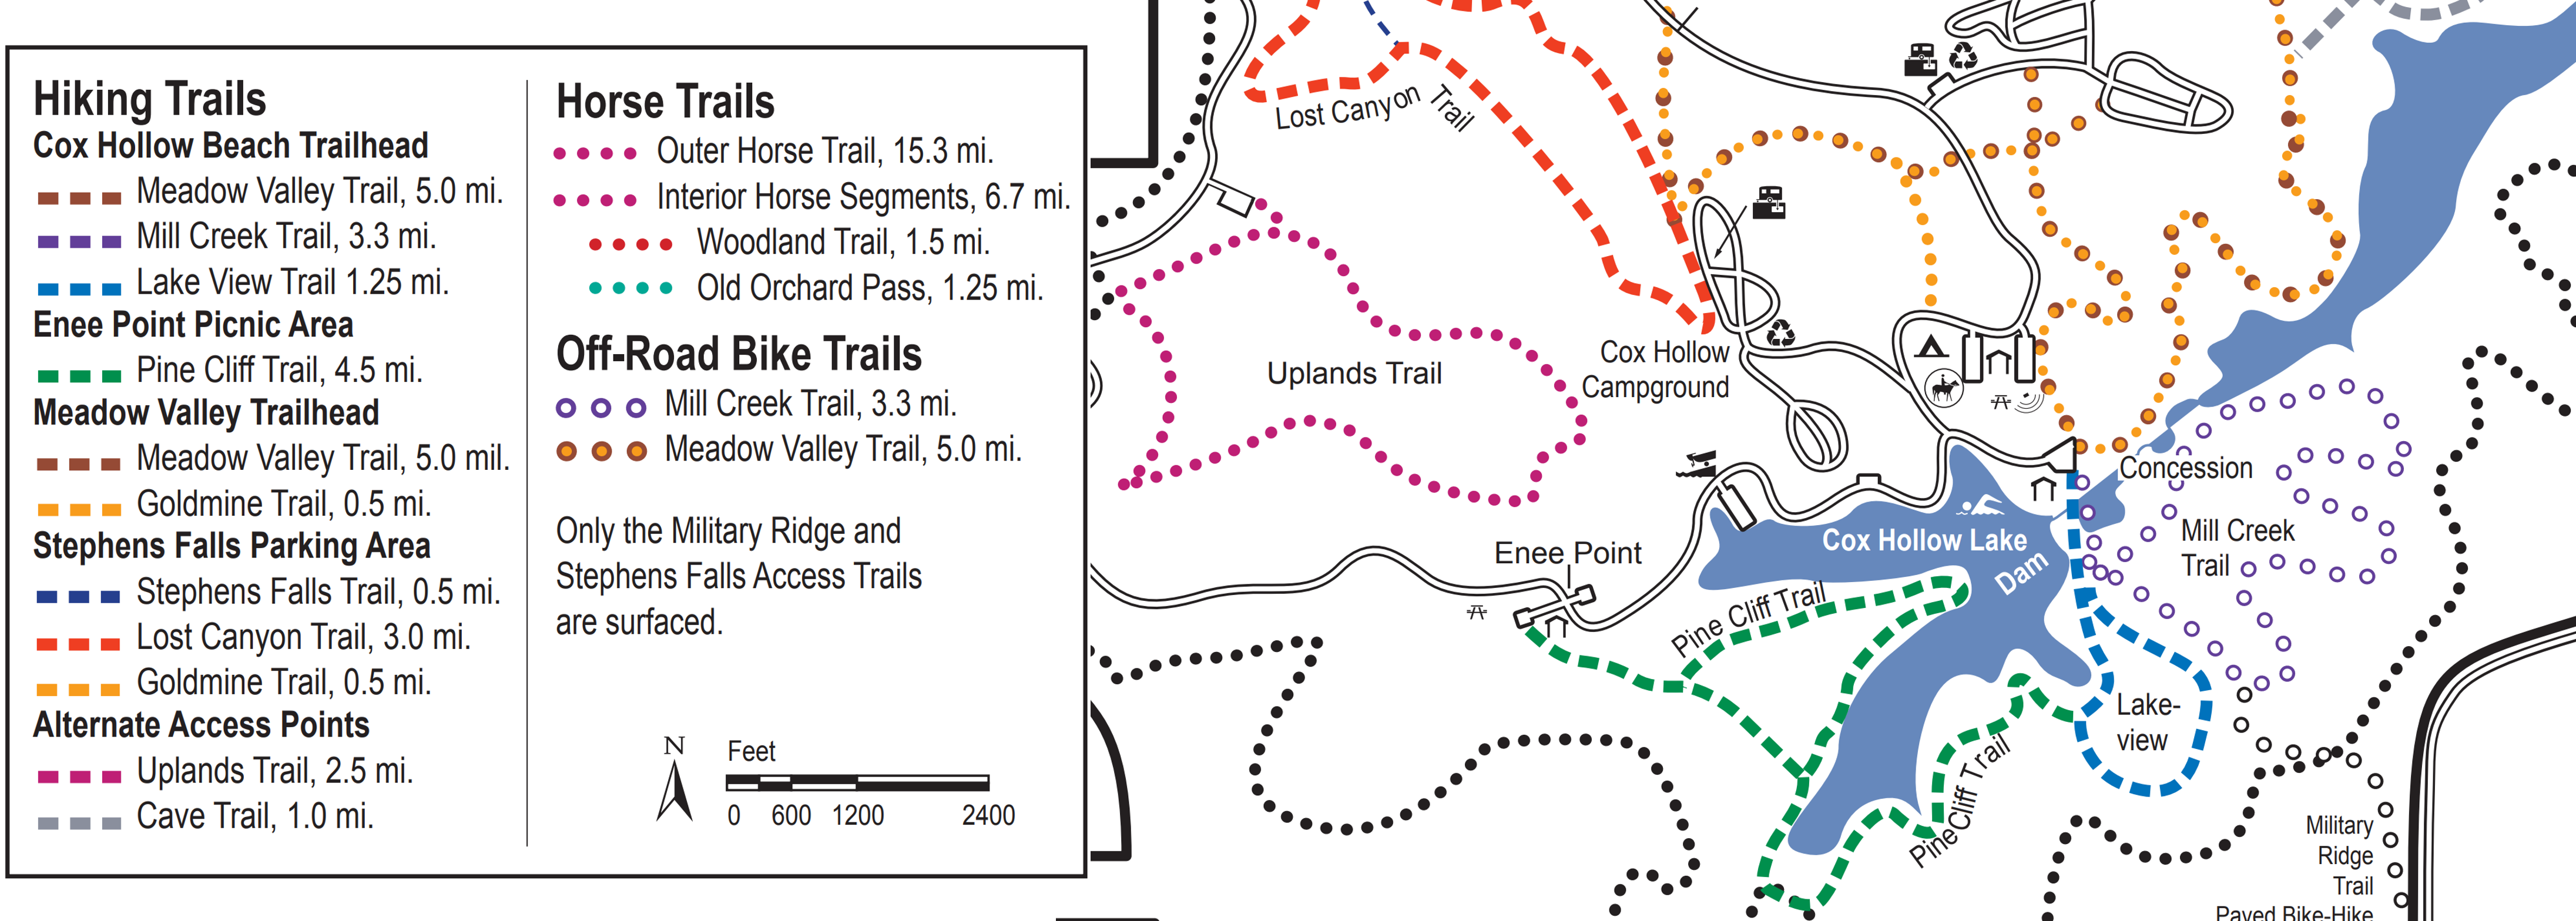 Hiking Trails
Cox Hollow Beach Trailhead
Meadow Valley Trail, 5.0 mi.
Mill Creek Trail, 3.3 mi.
Lake View Trail 1.25 mi.
Enee Point Picnic Area
Pine Cliff Trail, 4.5 mi.
Meadow Valley Trailhead
Meadow Valley Trail, 5.0 mil.
Goldmine Trail, 0.5 mi.
Stephens Falls Parking Area
Stephens Falls Trail, 0.5 mi.
Lost Canyon Trail, 3.0 mi.
Goldmine Trail, 0.5 mi.
Alternate Access Points
Uplands Trail, 2.5 mi.
Cave Trail, 1.0 mi.
Horse Trails
Outer Horse Trail, 15.3 mi.
Interior Horse Segments, 6.7 mi.
Woodland Trail, 1.5 mi.
Old Orchard Pass, 1.25 mi.
Off-Road Bike Trails
Mill Creek Trail, 3.3 mi.
Meadow Valley Trail, 5.0 mi.
Only the Military Ridge and
Stephens Falls Access Trails
are surfaced.
N
Feet
0 600 1200 2400
Lost Canyon Trail
Uplands Trail
Cox Hollow
Campground
Concession
Mill Creek
Trail
Cox Hollow Lake
Dam
Enee Point
Pine Cliff Trail
Lake-
view
Pine Cliff Trail
Military
Ridge
Trail
Paved Bike-Hike